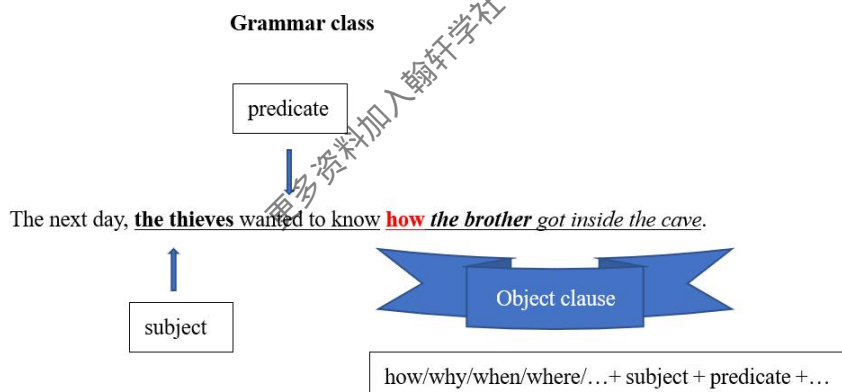 Grammar class
更多资料加入翰轩学社
predicate
The next day, the thieves wanted to know how the brother got inside the cave.
Object clause
subject
how/why/when/where/…+ subject + predicate +…